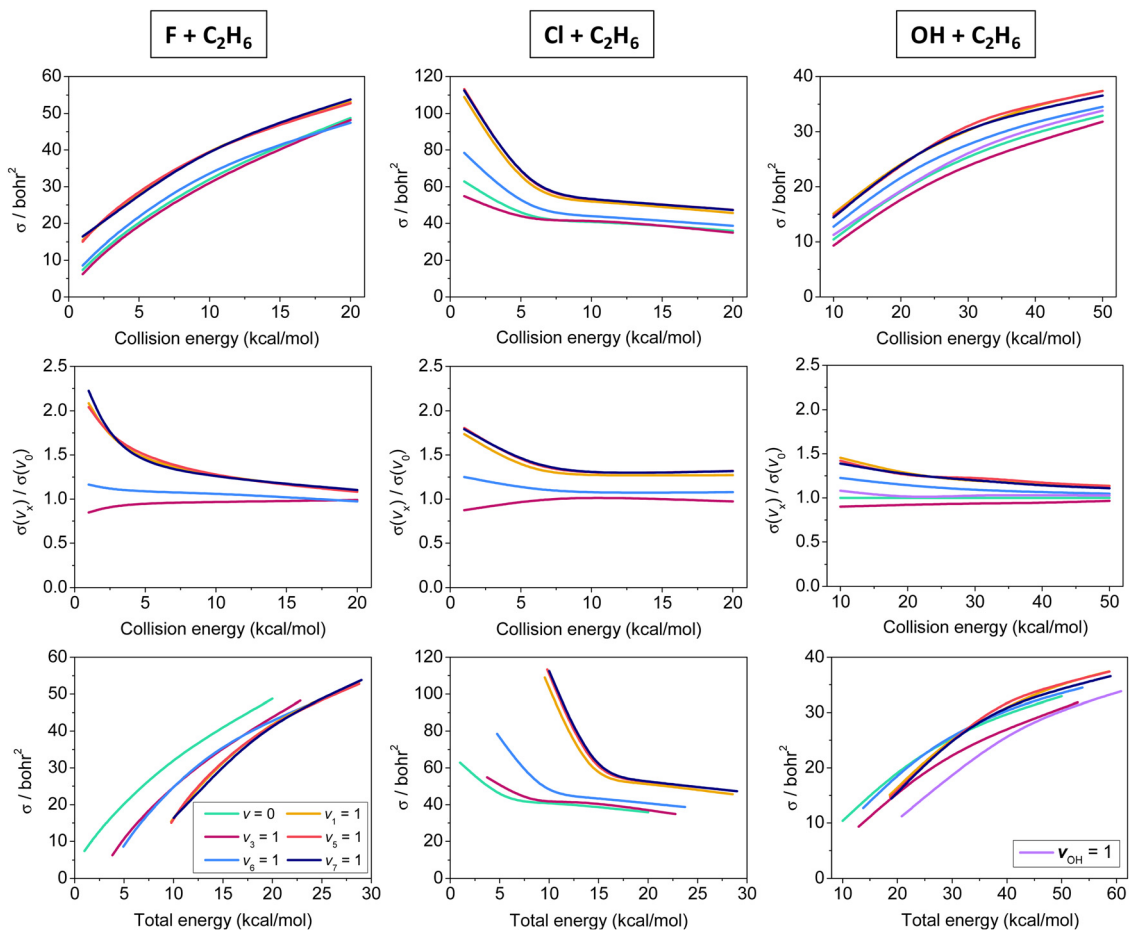 F + C₂H₆
Cl + C₂H₆
OH + C₂H₆
60
50
40
30
20
10
0
σ / bohr²
0 5 10 15 20
Collision energy (kcal/mol)
120
100
80
60
40
20
0
σ / bohr²
0 5 10 15 20
Collision energy (kcal/mol)
40
30
20
10
0
σ / bohr²
10 20 30 40 50
Collision energy (kcal/mol)
2.5
2.0
1.5
1.0
0.5
0.0
σ(vₓ) / σ(v₀)
0 5 10 15 20
Collision energy (kcal/mol)
2.5
2.0
1.5
1.0
0.5
0.0
σ(vₓ) / σ(v₀)
0 5 10 15 20
Collision energy (kcal/mol)
2.5
2.0
1.5
1.0
0.5
0.0
σ(vₓ) / σ(v₀)
10 20 30 40 50
Collision energy (kcal/mol)
60
50
40
30
20
10
0
σ / bohr²
v = 0 v₁ = 1
v₃ = 1 v₅ = 1
v₆ = 1 v₇ = 1
0 5 10 15 20 25 30
Total energy (kcal/mol)
120
100
80
60
40
20
0
σ / bohr²
0 5 10 15 20 25 30
Total energy (kcal/mol)
40
30
20
10
0
σ / bohr²
v_OH = 1
10 20 30 40 50 60
Total energy (kcal/mol)